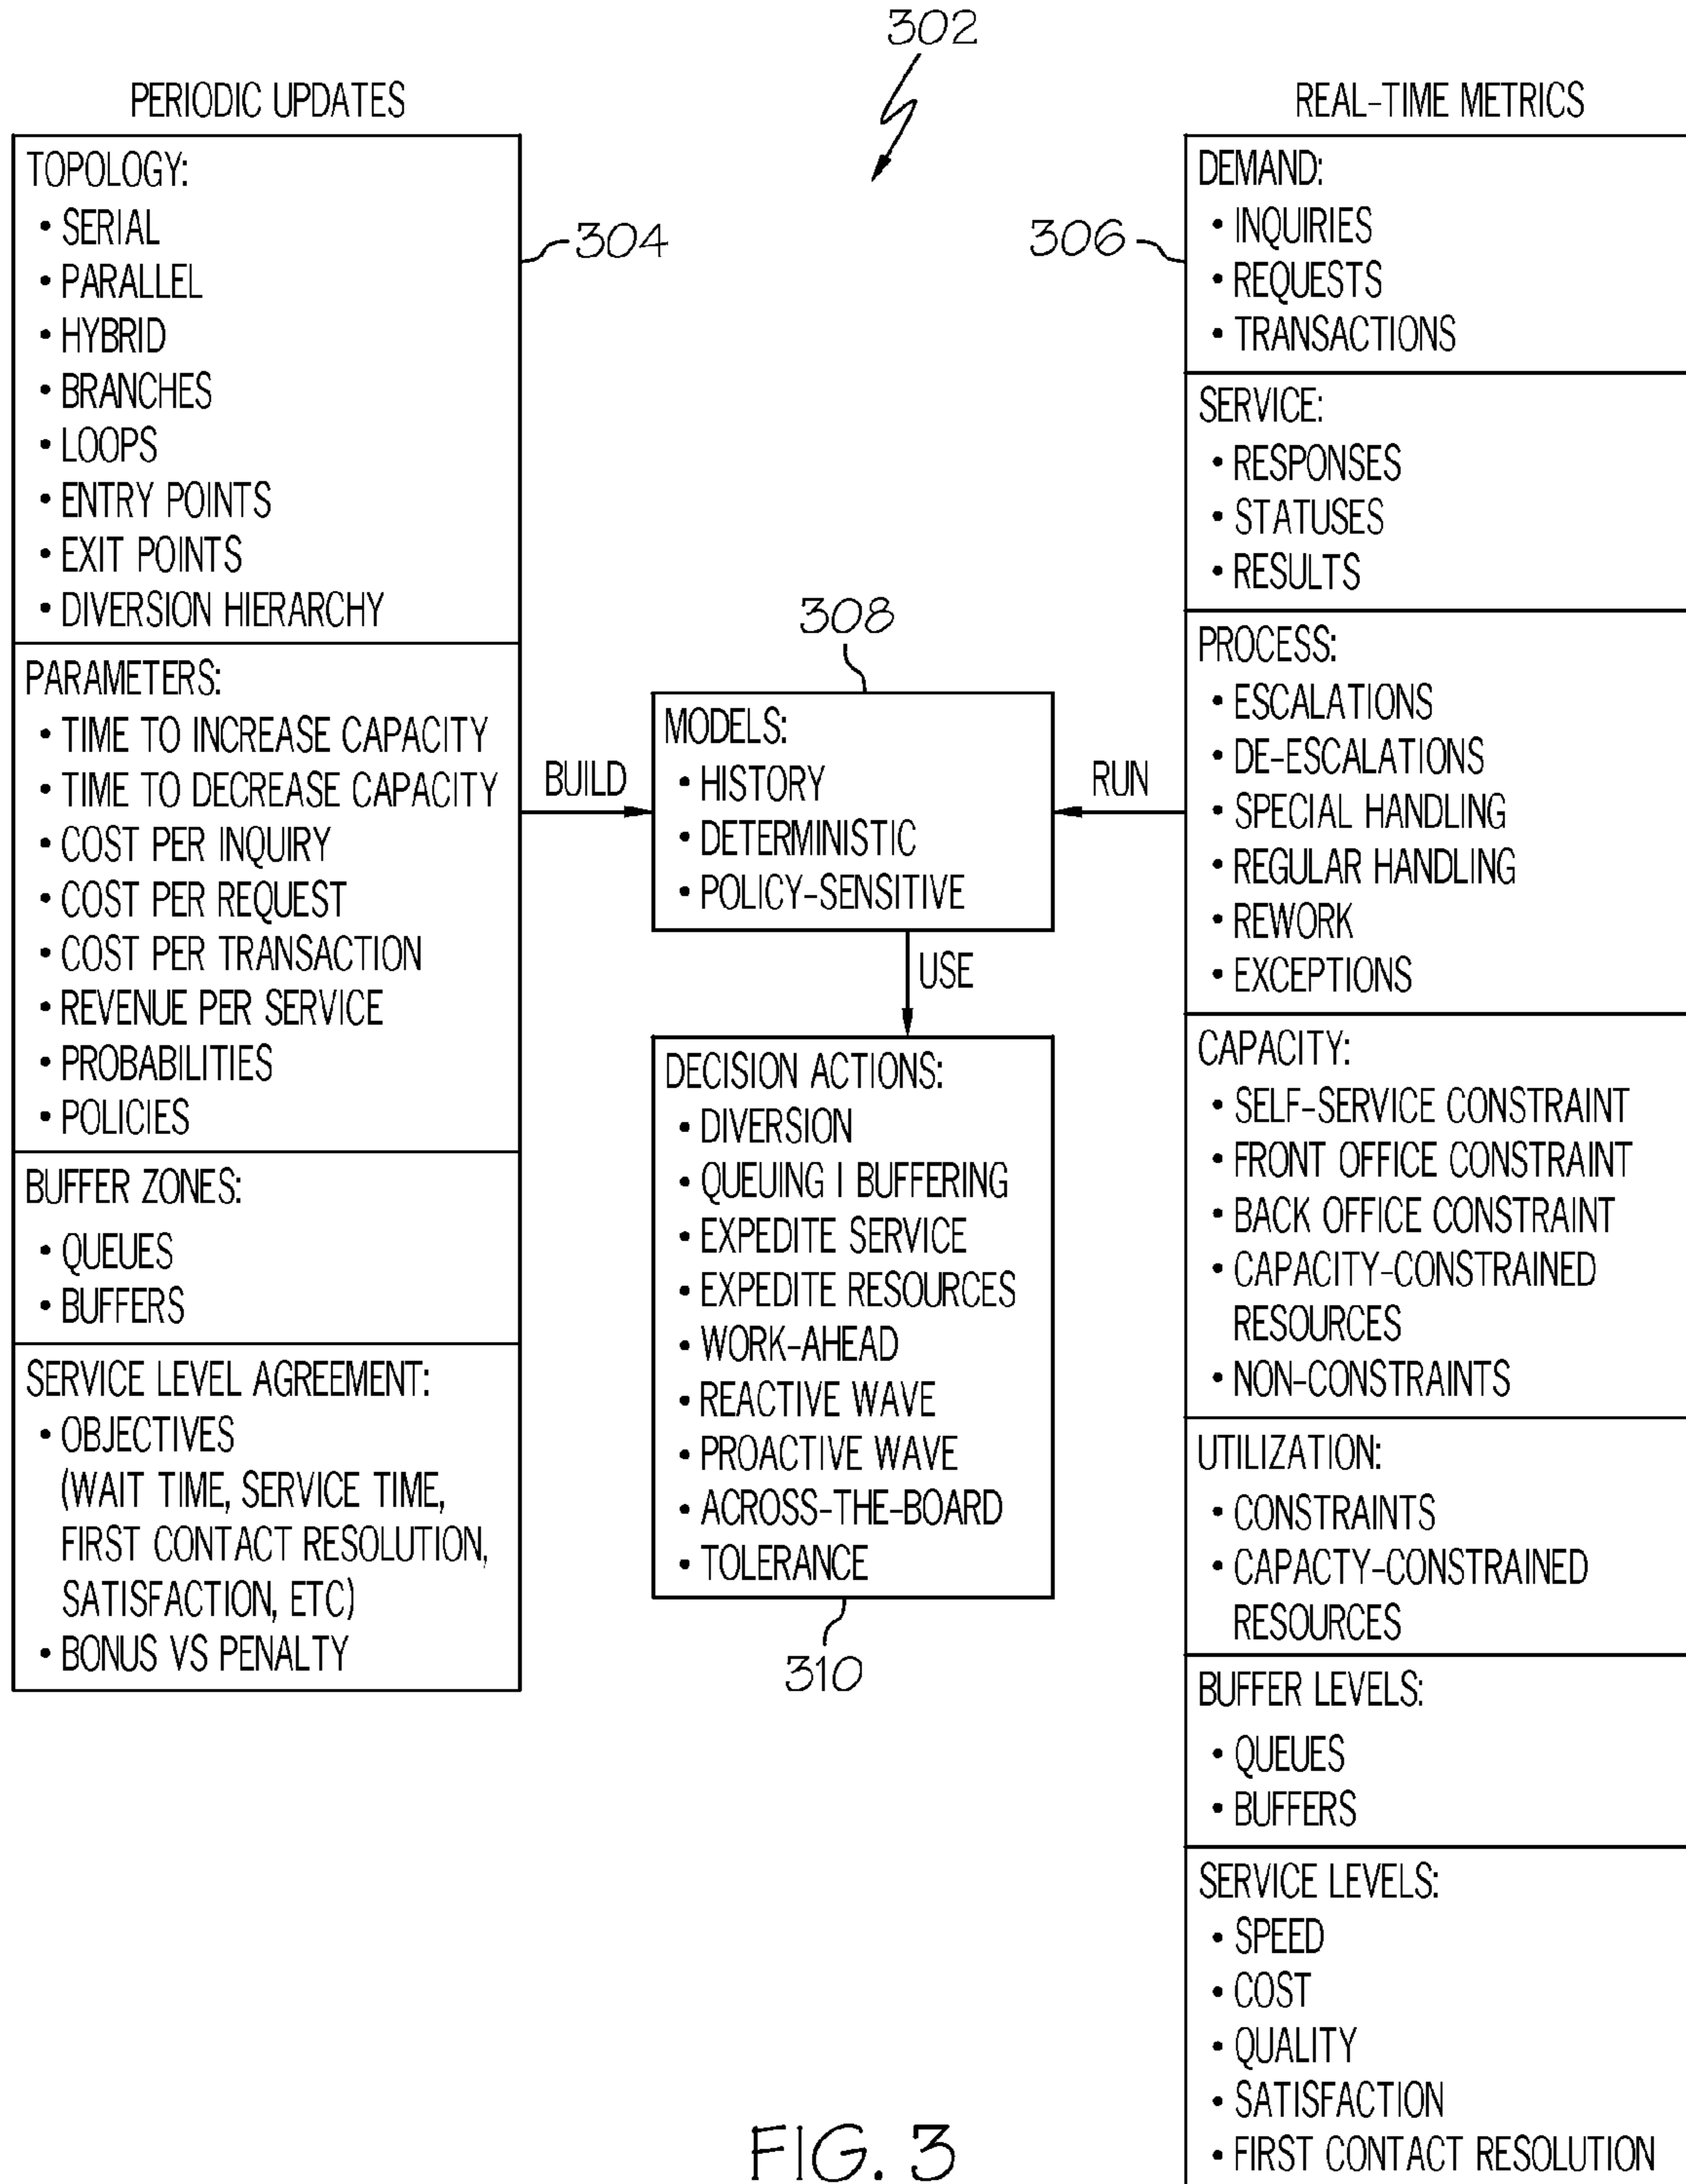 302
PERIODIC UPDATES
TOPOLOGY:
• SERIAL
• PARALLEL
• HYBRID
• BRANCHES
• LOOPS
• ENTRY POINTS
• EXIT POINTS
• DIVERSION HIERARCHY
304
PARAMETERS:
• TIME TO INCREASE CAPACITY
• TIME TO DECREASE CAPACITY
• COST PER INQUIRY
• COST PER REQUEST
• COST PER TRANSACTION
• REVENUE PER SERVICE
• PROBABILITIES
• POLICIES
BUFFER ZONES:
• QUEUES
• BUFFERS
SERVICE LEVEL AGREEMENT:
• OBJECTIVES
(WAIT TIME, SERVICE TIME,
FIRST CONTACT RESOLUTION,
SATISFACTION, ETC)
• BONUS VS PENALTY
BUILD
308
MODELS:
• HISTORY
• DETERMINISTIC
• POLICY-SENSITIVE
USE
DECISION ACTIONS:
• DIVERSION
• QUEUING I BUFFERING
• EXPEDITE SERVICE
• EXPEDITE RESOURCES
• WORK-AHEAD
• REACTIVE WAVE
• PROACTIVE WAVE
• ACROSS-THE-BOARD
• TOLERANCE
310
RUN
REAL-TIME METRICS
306
DEMAND:
• INQUIRIES
• REQUESTS
• TRANSACTIONS
SERVICE:
• RESPONSES
• STATUSES
• RESULTS
PROCESS:
• ESCALATIONS
• DE-ESCALATIONS
• SPECIAL HANDLING
• REGULAR HANDLING
• REWORK
• EXCEPTIONS
CAPACITY:
• SELF-SERVICE CONSTRAINT
• FRONT OFFICE CONSTRAINT
• BACK OFFICE CONSTRAINT
• CAPACITY-CONSTRAINED
RESOURCES
• NON-CONSTRAINTS
UTILIZATION:
• CONSTRAINTS
• CAPACTY-CONSTRAINED
RESOURCES
BUFFER LEVELS:
• QUEUES
• BUFFERS
SERVICE LEVELS:
• SPEED
• COST
• QUALITY
• SATISFACTION
• FIRST CONTACT RESOLUTION
FIG. 3